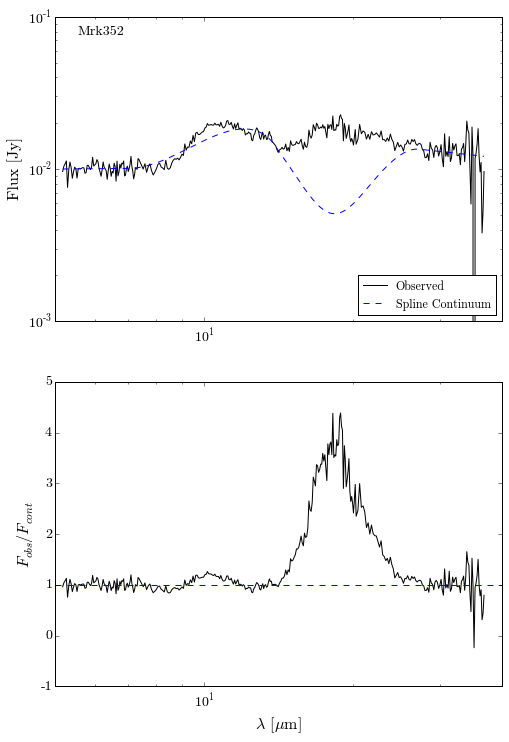 10^-1
Mrk352
Flux [Jy]
10^-2
Observed
Spline Continuum
10^-3
10^1
5
4
3
F_obs/F_cont
2
1
0
-1
10^1
λ [μm]